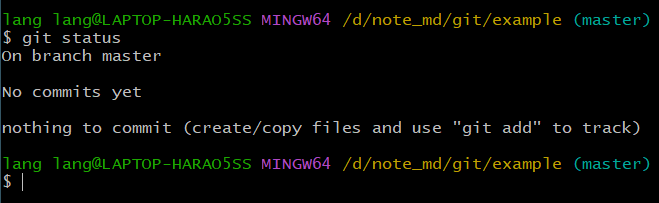 lang lang@LAPTOP-HARAO5SS MINGW64 /d/note_md/git/example (master)
$ git status
On branch master
No commits yet
nothing to commit (create/copy files and use "git add" to track)
lang lang@LAPTOP-HARAO5SS MINGW64 /d/note_md/git/example (master)
$